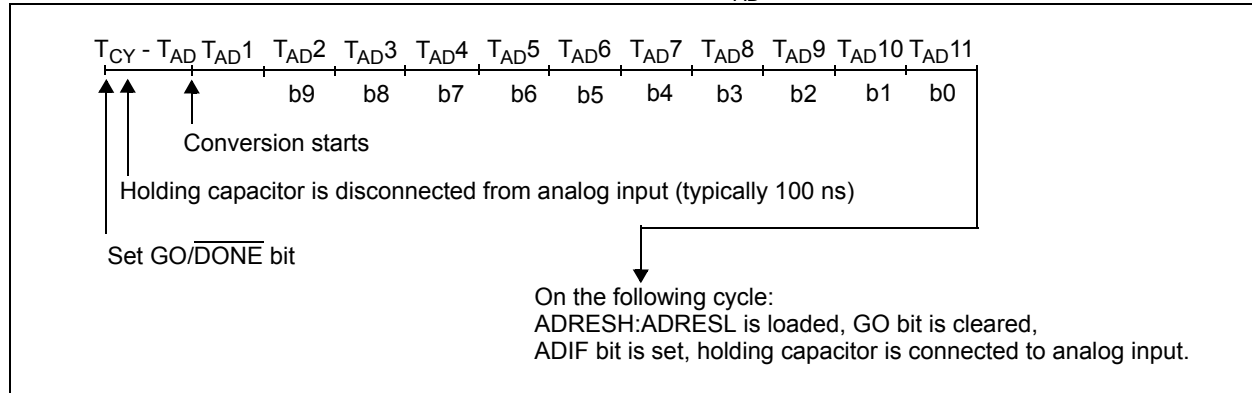 AD
TCY - TAD TAD1 TAD2 TAD3 TAD4 TAD5 TAD6 TAD7 TAD8 TAD9 TAD10 TAD11
b9 b8 b7 b6 b5 b4 b3 b2 b1 b0
Conversion starts
Holding capacitor is disconnected from analog input (typically 100 ns)
Set GO/DONE bit
On the following cycle:
ADRESH:ADRESL is loaded, GO bit is cleared,
ADIF bit is set, holding capacitor is connected to analog input.